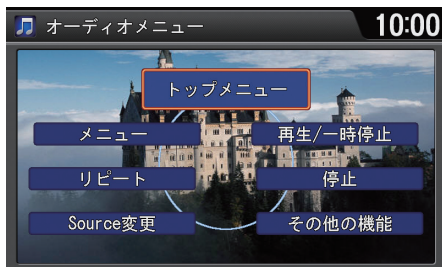 オーディオメニュー 10:00
トップメニュー
メニュー 再生/一時停止
リピート 停止
Source変更 その他の機能